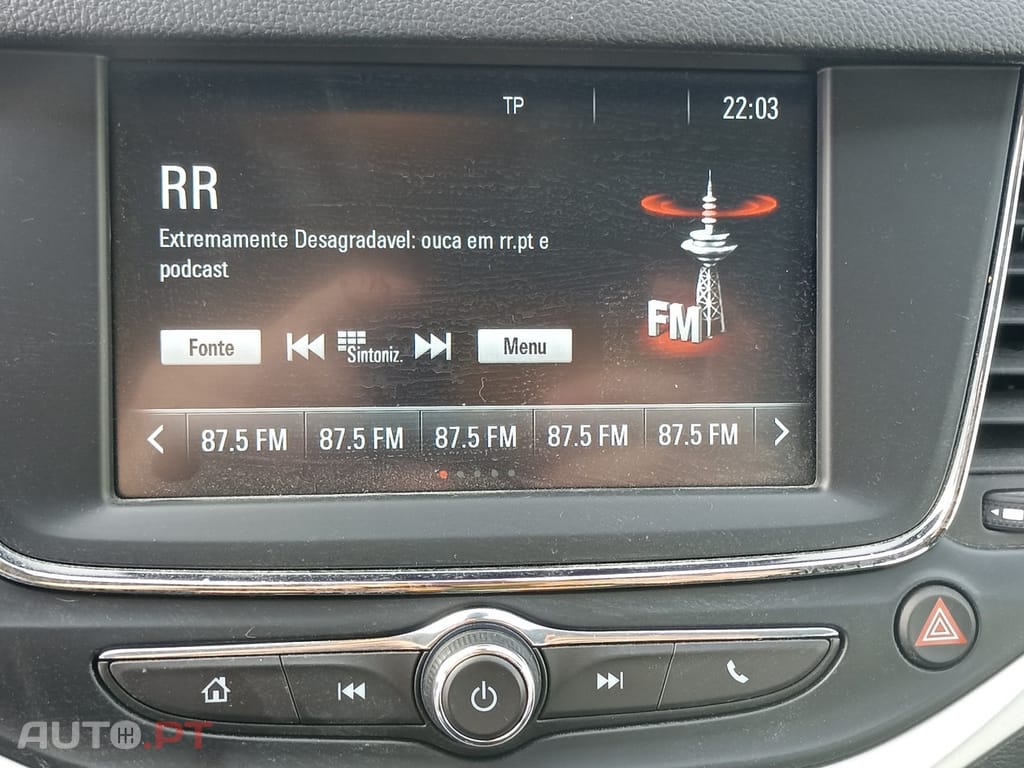 TP
22:03
RR
Extremamente Desagradavel: ouca em rr.pt e
podcast
FM
Fonte
Sintoniz.
Menu
87.5 FM 87.5 FM 87.5 FM 87.5 FM 87.5 FM
AUTO.PT